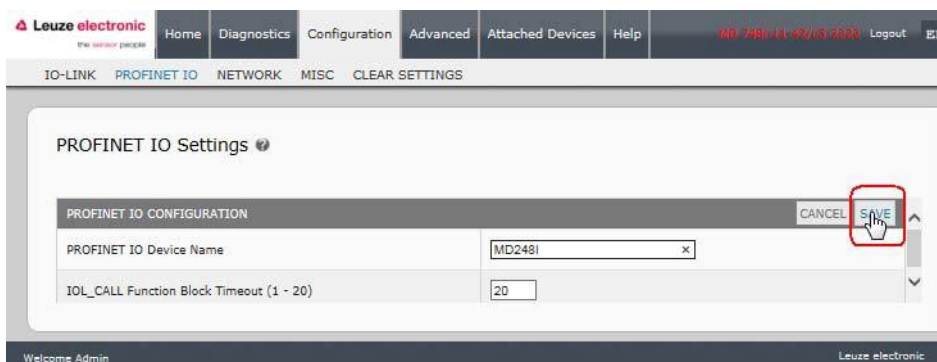 Leuze electronic
the sensor people
Home Diagnostics Configuration Advanced Attached Devices Help Logout
IO-LINK PROFINET IO NETWORK MISC CLEAR SETTINGS
PROFINET IO Settings ?
PROFINET IO CONFIGURATION CANCEL SAVE
PROFINET IO Device Name MD248I ×
IOL_CALL Function Block Timeout (1 - 20) 20
Welcome Admin Leuze electronic